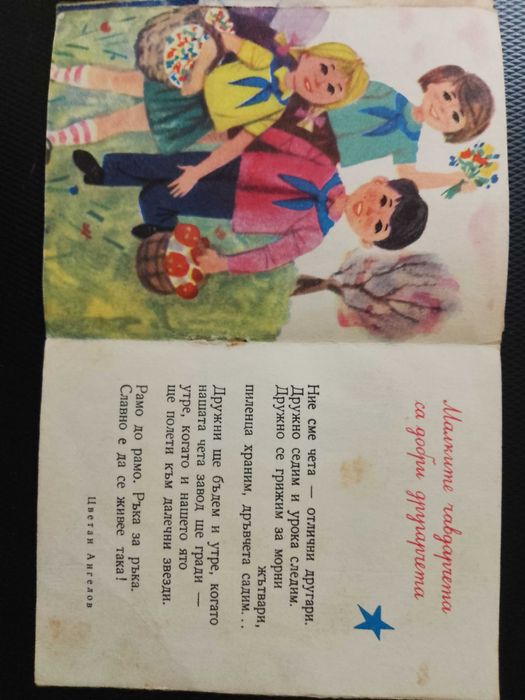 Малките чавдарчета
са добри другарчета
Ние сме чета — отлични другари.
Дружно седим и урока следим.
Дружно се грижим за морни
жътвари,
пиленца храним, дръвчета садим...
Дружни ще бъдем и утре, когато
нашата чета завод ще гради —
утре, когато и нашето ято
ще полети към далечни звезди.
Рамо до рамо. Ръка за ръка.
Славно е да се живее така!
Цветан Ангелов